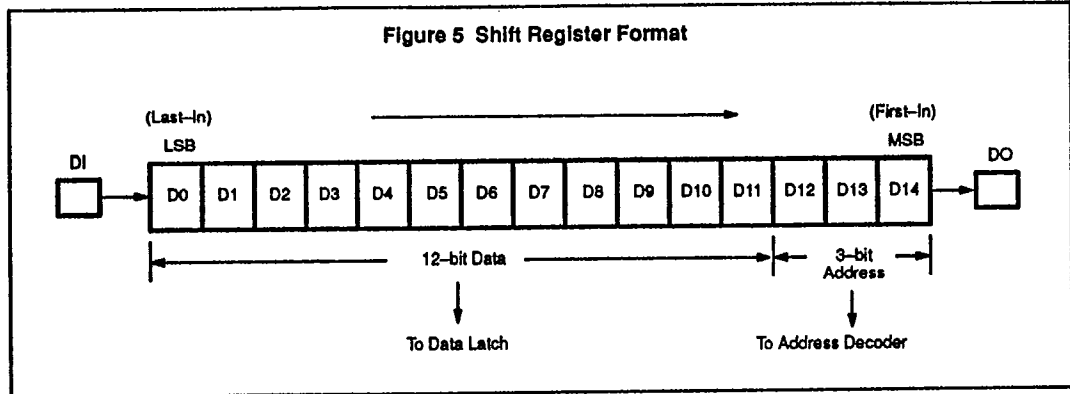 Figure 5 Shift Register Format
(Last–In)
(First–In)
DI
LSB
MSB
DO
D0 D1 D2 D3 D4 D5 D6 D7 D8 D9 D10 D11 D12 D13 D14
12–bit Data
3–bit
Address
To Data Latch
To Address Decoder